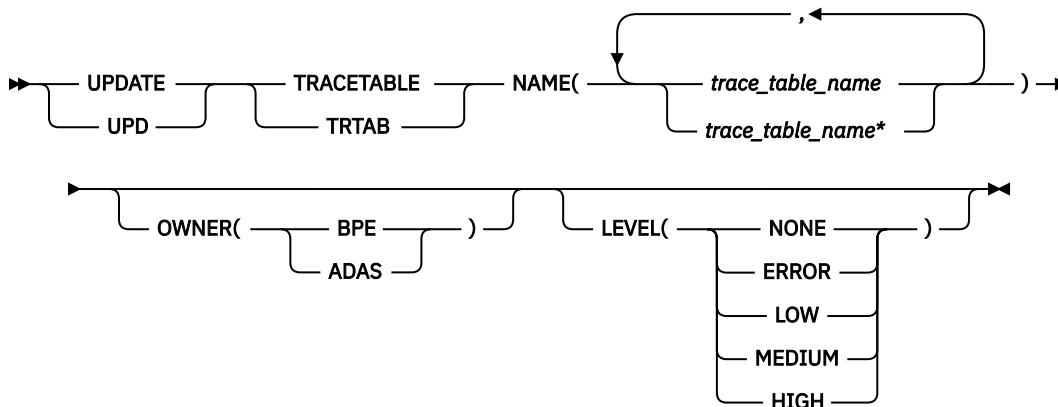 ,
UPDATE TRACETABLE NAME( trace_table_name )
UPD TRTAB trace_table_name*
OWNER( BPE ) LEVEL( NONE )
ADAS ERROR
LOW
MEDIUM
HIGH